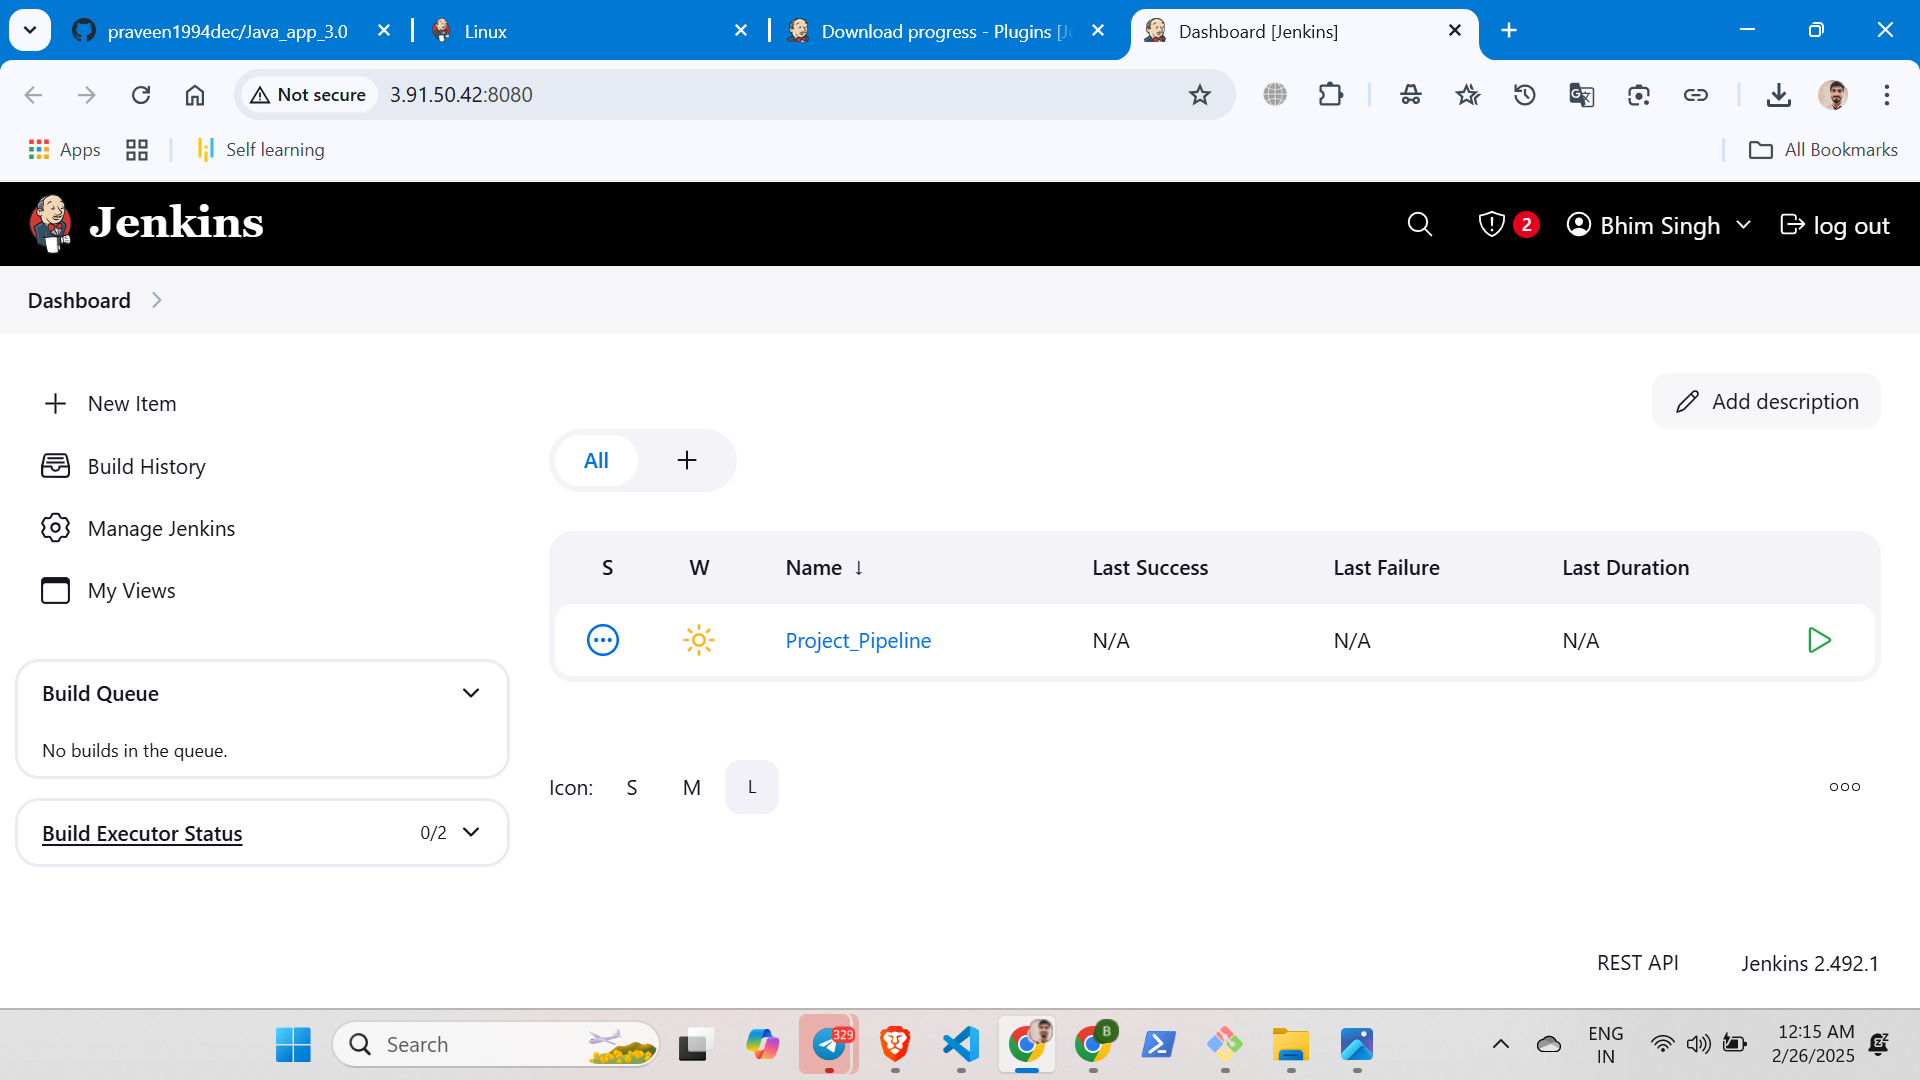 praveen1994dec/Java_app_3.0
Linux
Download progress - Plugins [Je
Dashboard [Jenkins]
Not secure
3.91.50.42:8080
Apps
Self learning
All Bookmarks
Jenkins
2
Bhim Singh
log out
Dashboard
New Item
Build History
Manage Jenkins
My Views
Build Queue
No builds in the queue.
Build Executor Status
0/2
Add description
All
S W Name ↓ Last Success Last Failure Last Duration
Project_Pipeline N/A N/A N/A
Icon: S M L
REST API
Jenkins 2.492.1
Search
329
B
ENG
IN
12:15 AM
2/26/2025